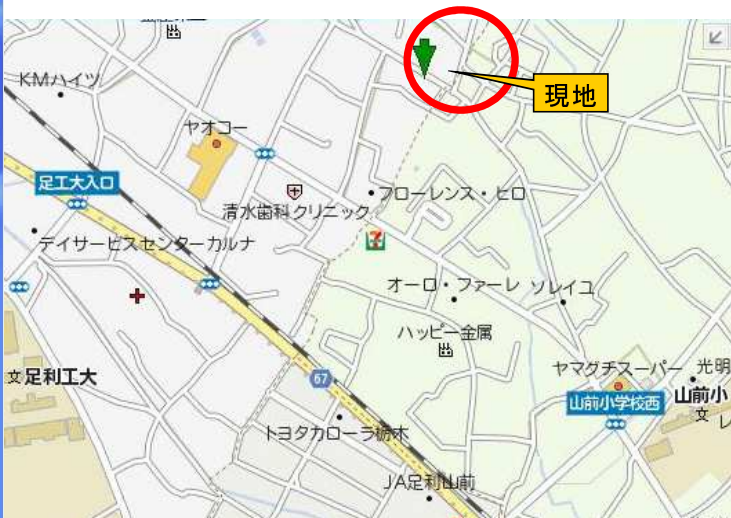 現地
KMハイツ
ヤオコー
足工大入口
清水歯科クリニック
フローレンス・ヒロ
デイサービスセンターカルナ
7
オーロ・ファーレ
ソレイユ
ハッピー金属
67
ヤマグチスーパー
光明
文足利工大
山前小学校西
山前小
文
レ
トヨタカローラ栃木
JA足利山前